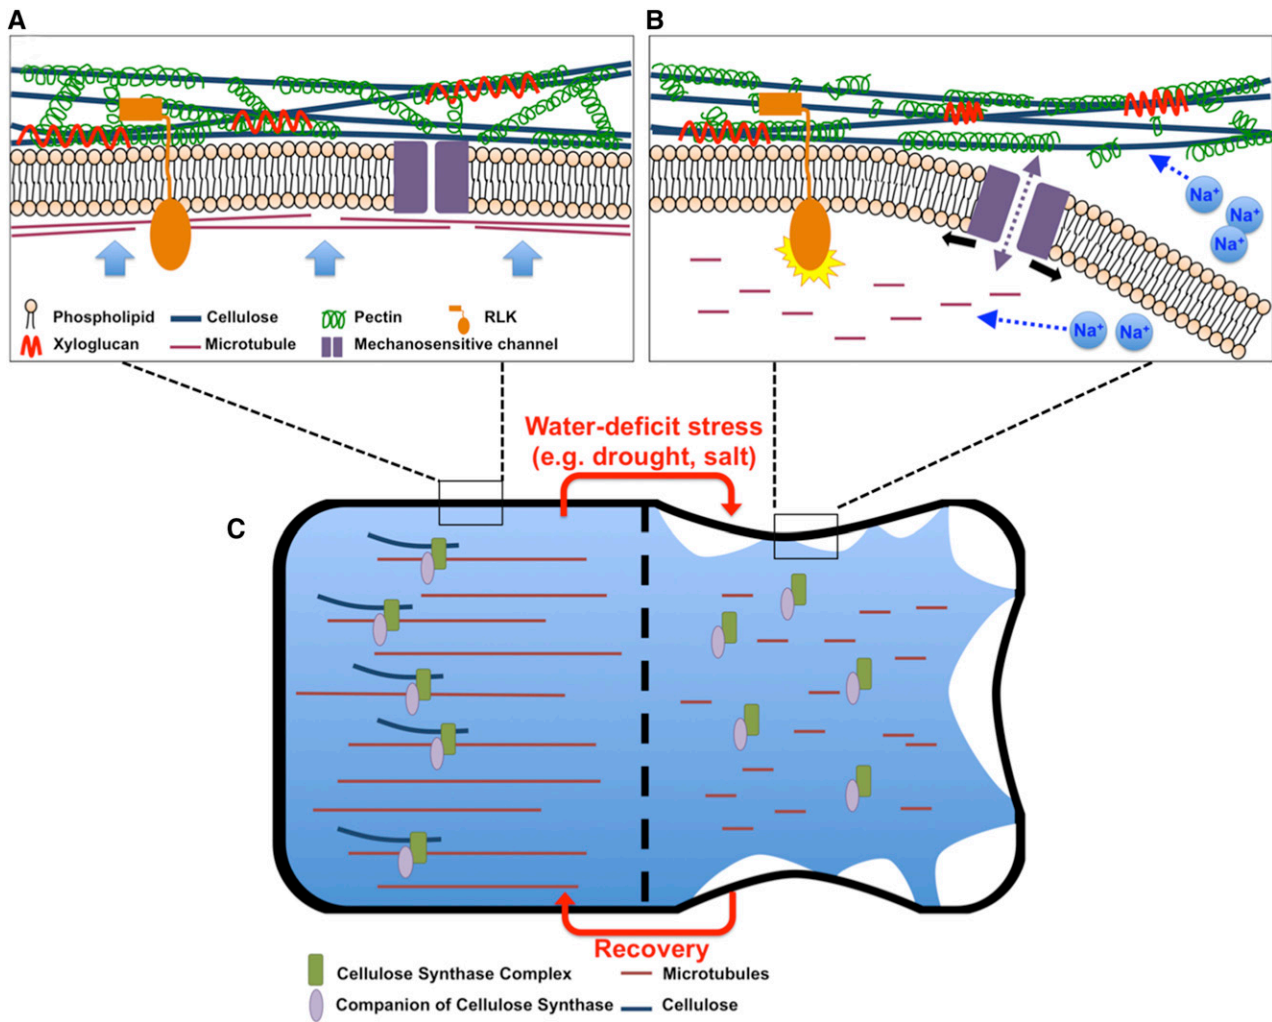 A
B
Phospholipid
Cellulose
Pectin
RLK
Xyloglucan
Microtubule
Mechanosensitive channel
Na+
Na+
Na+
Na+
Na+
Water-deficit stress
(e.g. drought, salt)
C
Recovery
Cellulose Synthase Complex
Microtubules
Companion of Cellulose Synthase
Cellulose